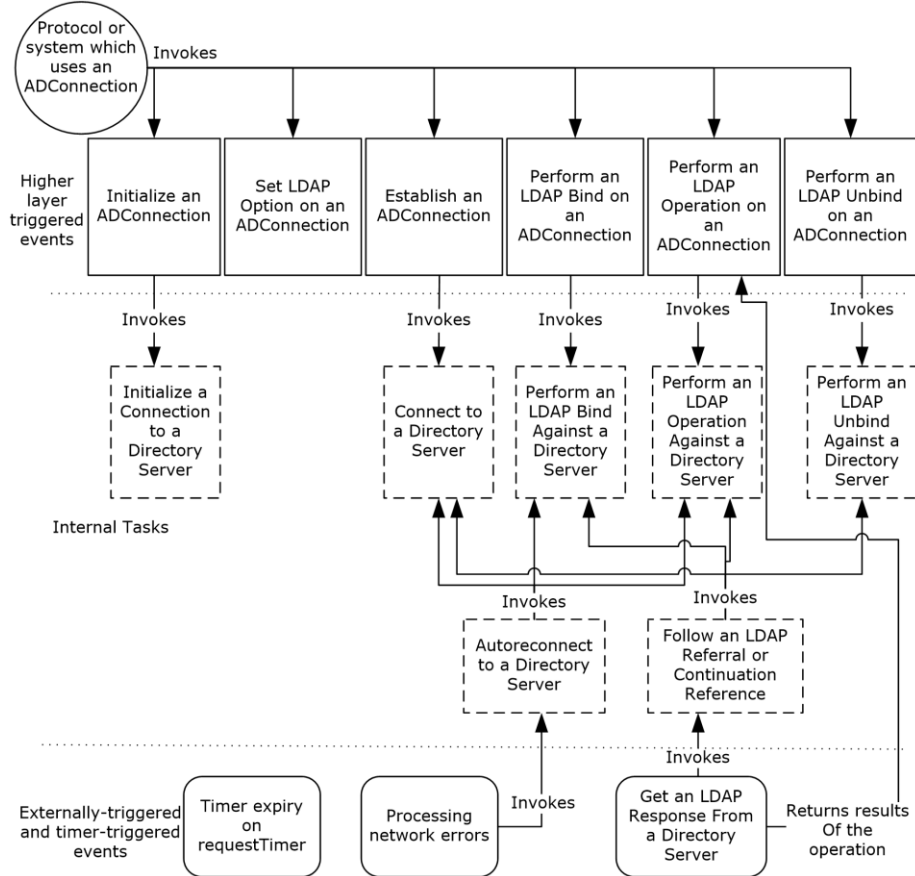 Protocol or
system which
uses an
ADConnection
Invokes
Higher
layer
triggered
events
Initialize an
ADConnection
Set LDAP
Option on an
ADConnection
Establish an
ADConnection
Perform an
LDAP Bind on
an
ADConnection
Perform an
LDAP
Operation on
an
ADConnection
Perform an
LDAP Unbind
on an
ADConnection
Invokes
Invokes
Invokes
Invokes
Invokes
Initialize a
Connection
to a
Directory
Server
Connect to
a Directory
Server
Perform an
LDAP Bind
Against a
Directory
Server
Perform an
LDAP
Operation
Against a
Directory
Server
Perform an
LDAP
Unbind
Against a
Directory
Server
Internal Tasks
Invokes
Invokes
Autoreconnect
to a Directory
Server
Follow an LDAP
Referral or
Continuation
Reference
Invokes
Invokes
Externally-triggered
and timer-triggered
events
Timer expiry
on
requestTimer
Processing
network errors
Get an LDAP
Response From
a Directory
Server
Returns results
Of the
operation